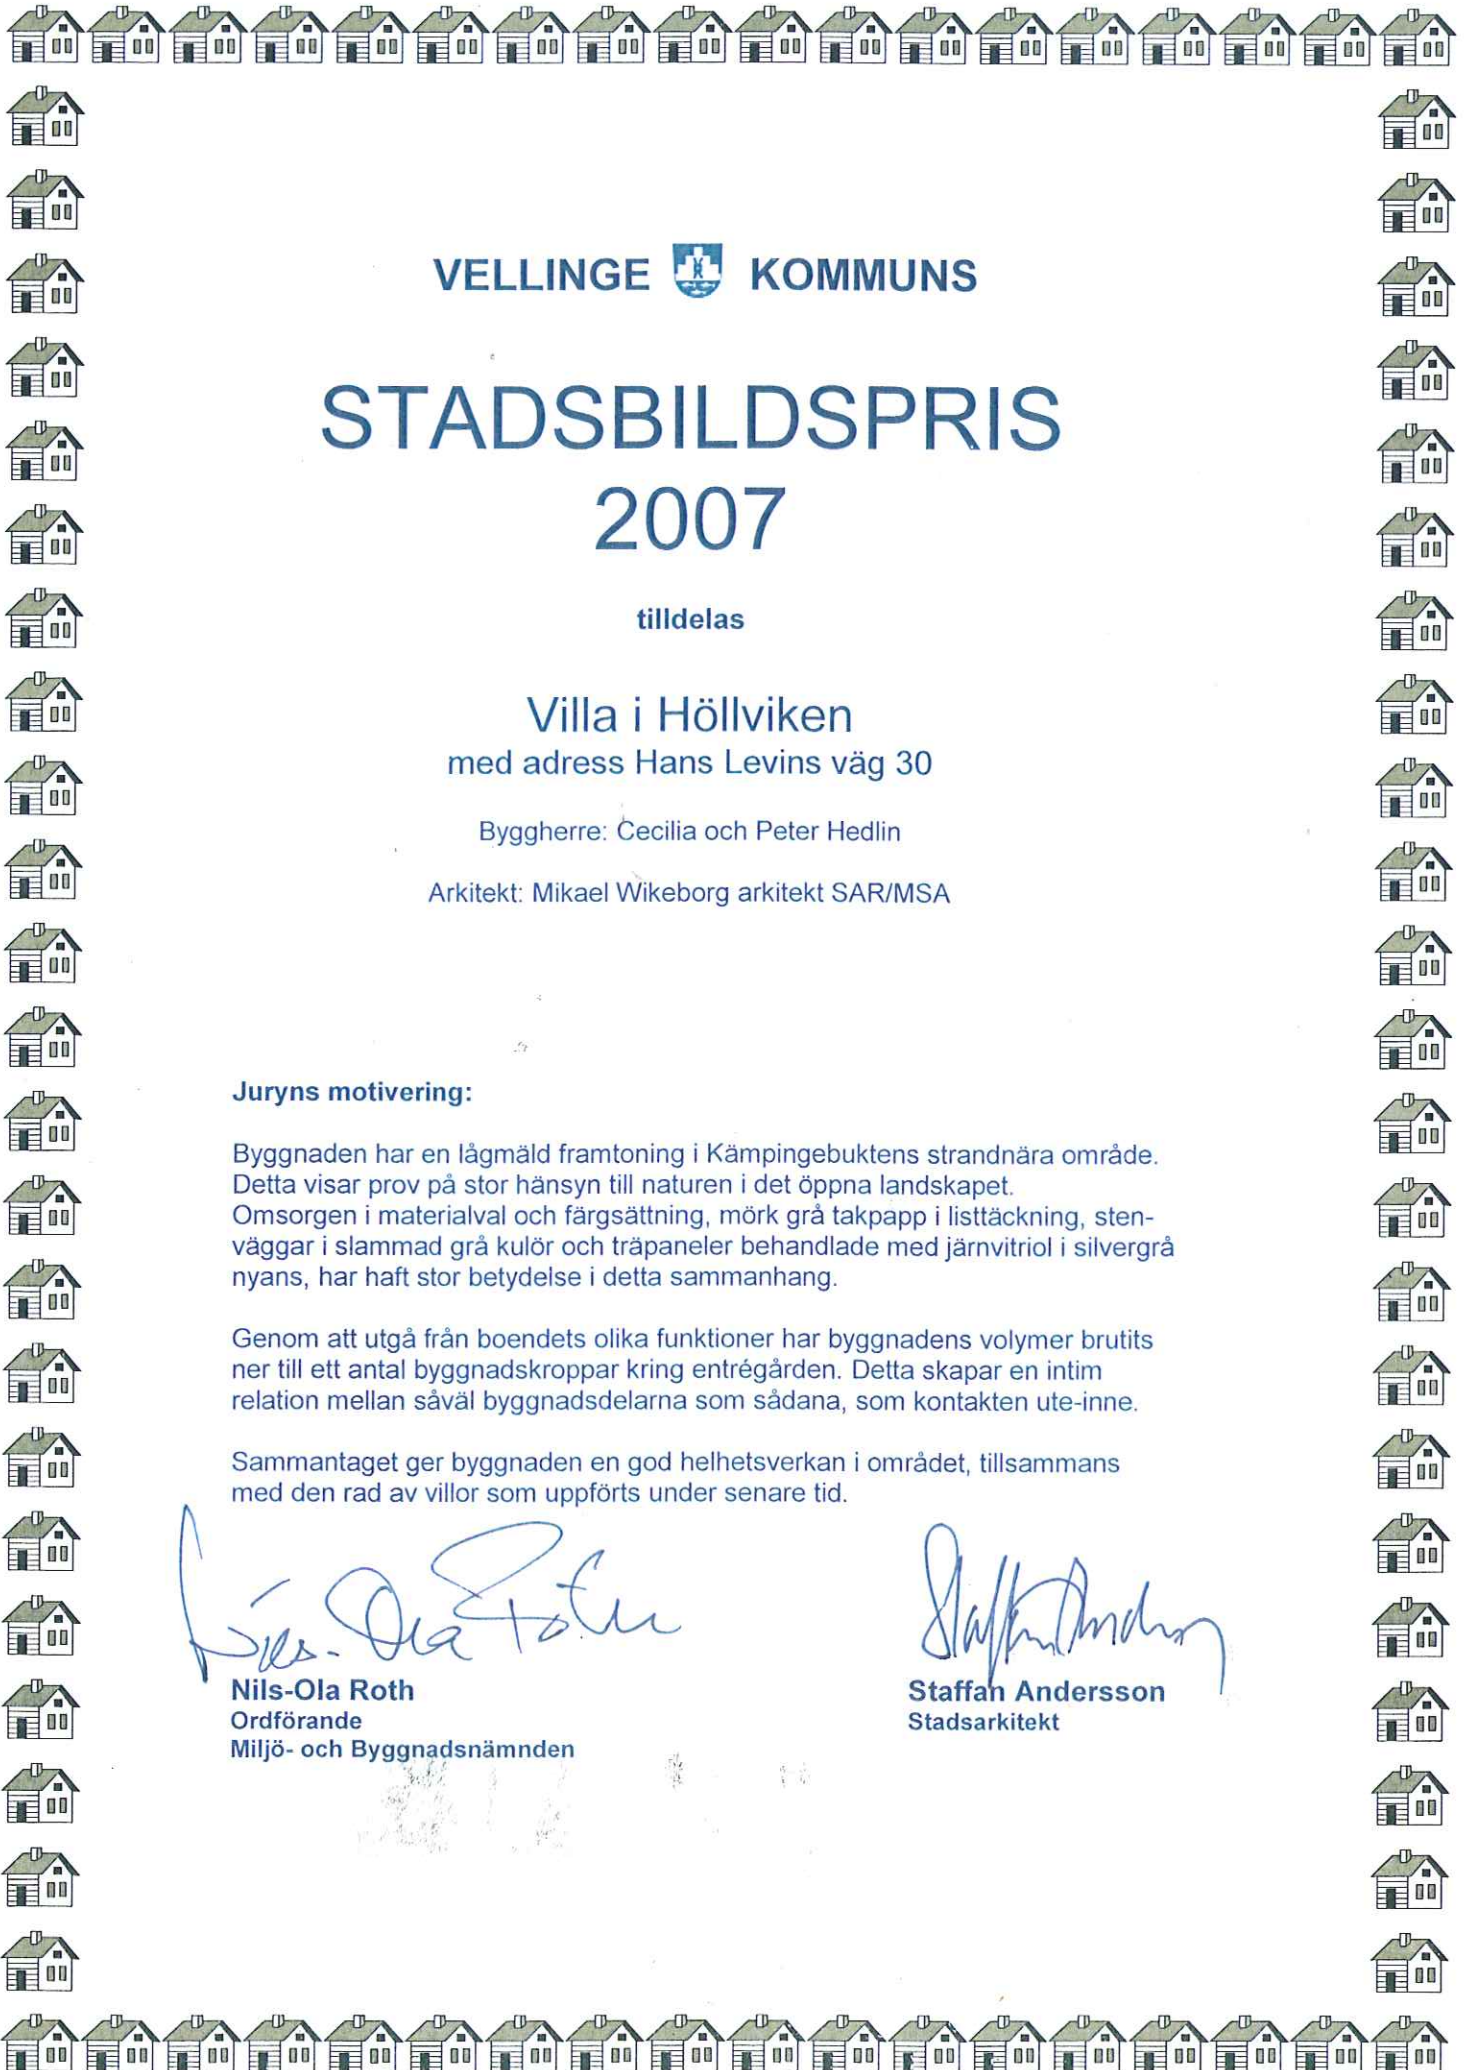 VELLINGE KOMMUNS
STADSBILDSPRIS
2007
tilldelas
Villa i Höllviken
med adress Hans Levins väg 30
Byggherre: Cecilia och Peter Hedlin
Arkitekt: Mikael Wikeborg arkitekt SAR/MSA
Juryns motivering:
Byggnaden har en lågmäld framtoning i Kämpingebuktens strandnära område.
Detta visar prov på stor hänsyn till naturen i det öppna landskapet.
Omsorgen i materialval och färgsättning, mörk grå takpapp i listtäckning, sten-
väggar i slammad grå kulör och träpaneler behandlade med järnvitriol i silvergrå
nyans, har haft stor betydelse i detta sammanhang.
Genom att utgå från boendets olika funktioner har byggnadens volymer brutits
ner till ett antal byggnadskroppar kring entrégården. Detta skapar en intim
relation mellan såväl byggnadsdelarna som sådana, som kontakten ute-inne.
Sammantaget ger byggnaden en god helhetsverkan i området, tillsammans
med den rad av villor som uppförts under senare tid.
Nils-Ola Roth
Staffan Andersson
Nils-Ola Roth
Ordförande
Miljö- och Byggnadsnämnden
Staffan Andersson
Stadsarkitekt